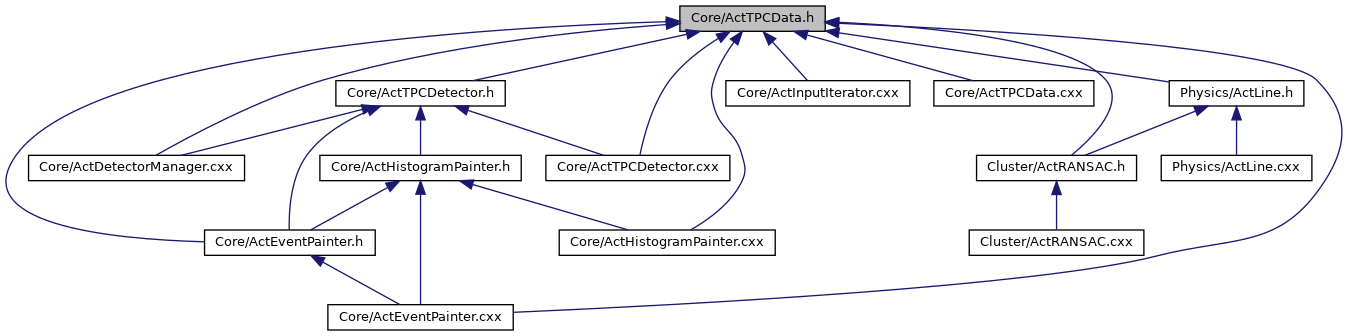 Core/ActTPCData.h
Core/ActTPCDetector.h
Core/ActInputIterator.cxx
Core/ActTPCData.cxx
Physics/ActLine.h
Core/ActDetectorManager.cxx
Core/ActHistogramPainter.h
Core/ActTPCDetector.cxx
Cluster/ActRANSAC.h
Physics/ActLine.cxx
Core/ActEventPainter.h
Core/ActHistogramPainter.cxx
Cluster/ActRANSAC.cxx
Core/ActEventPainter.cxx